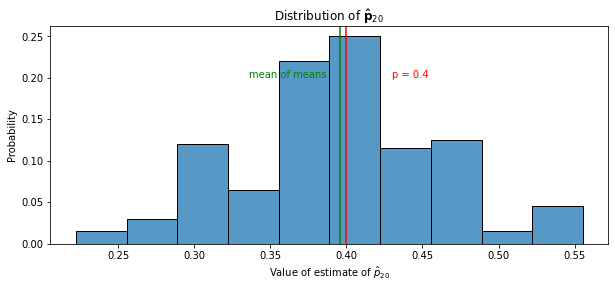 Distribution of p̂₂₀
0.25
0.20
0.15
0.10
0.05
0.00
Probability
mean of means
p = 0.4
0.25 0.30 0.35 0.40 0.45 0.50 0.55
Value of estimate of p̂₂₀